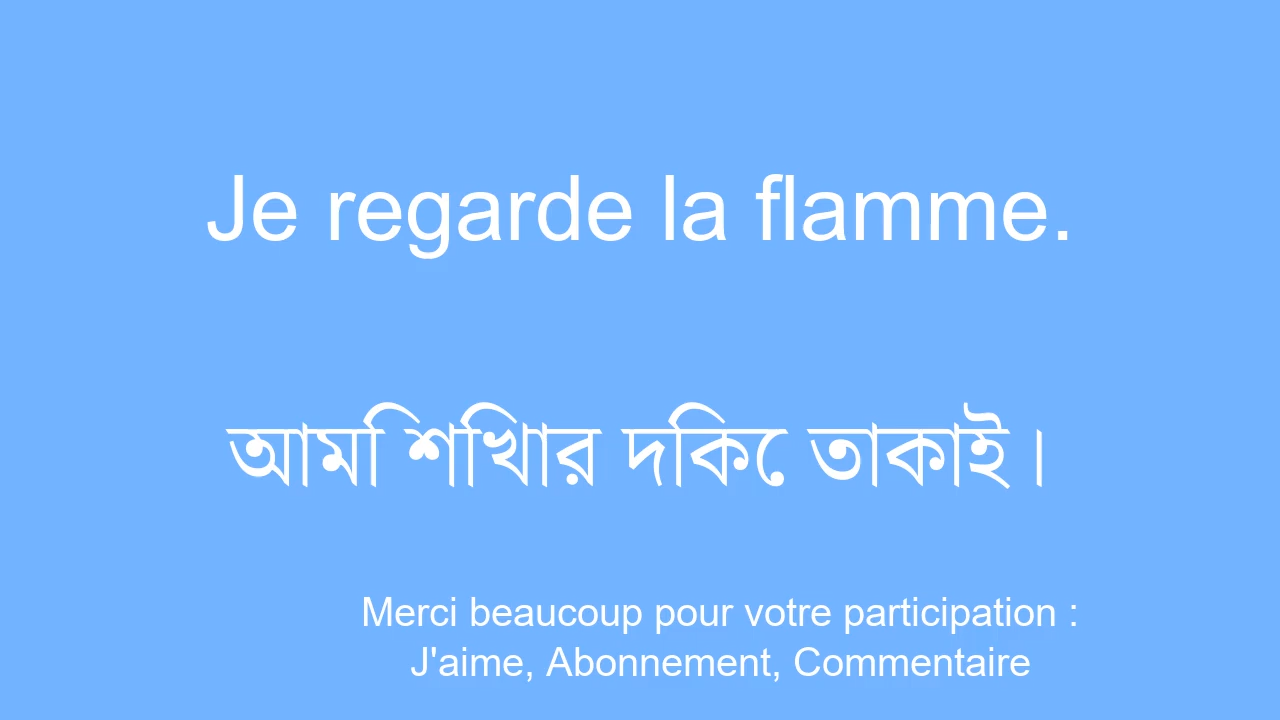 Je regarde la flamme.
আমি শিখার দিকে তাকাই।
Merci beaucoup pour votre participation :
J'aime, Abonnement, Commentaire